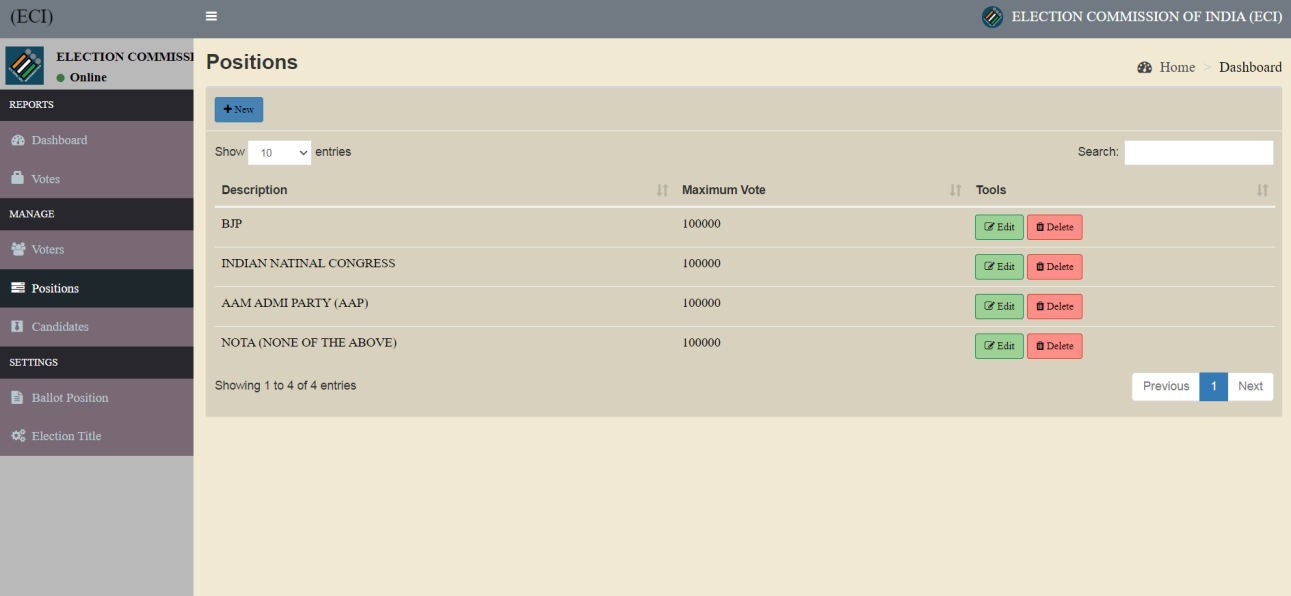 (ECI)
ELECTION COMMISSION OF INDIA (ECI)
ELECTION COMMISSI
Online
REPORTS
Dashboard
Votes
MANAGE
Voters
Positions
Candidates
SETTINGS
Ballot Position
Election Title
Positions
Home > Dashboard
New
Show 10 entries Search:
Description Maximum Vote Tools
BJP 100000 Edit Delete
INDIAN NATINAL CONGRESS 100000 Edit Delete
AAM ADMI PARTY (AAP) 100000 Edit Delete
NOTA (NONE OF THE ABOVE) 100000 Edit Delete
Showing 1 to 4 of 4 entries Previous 1 Next